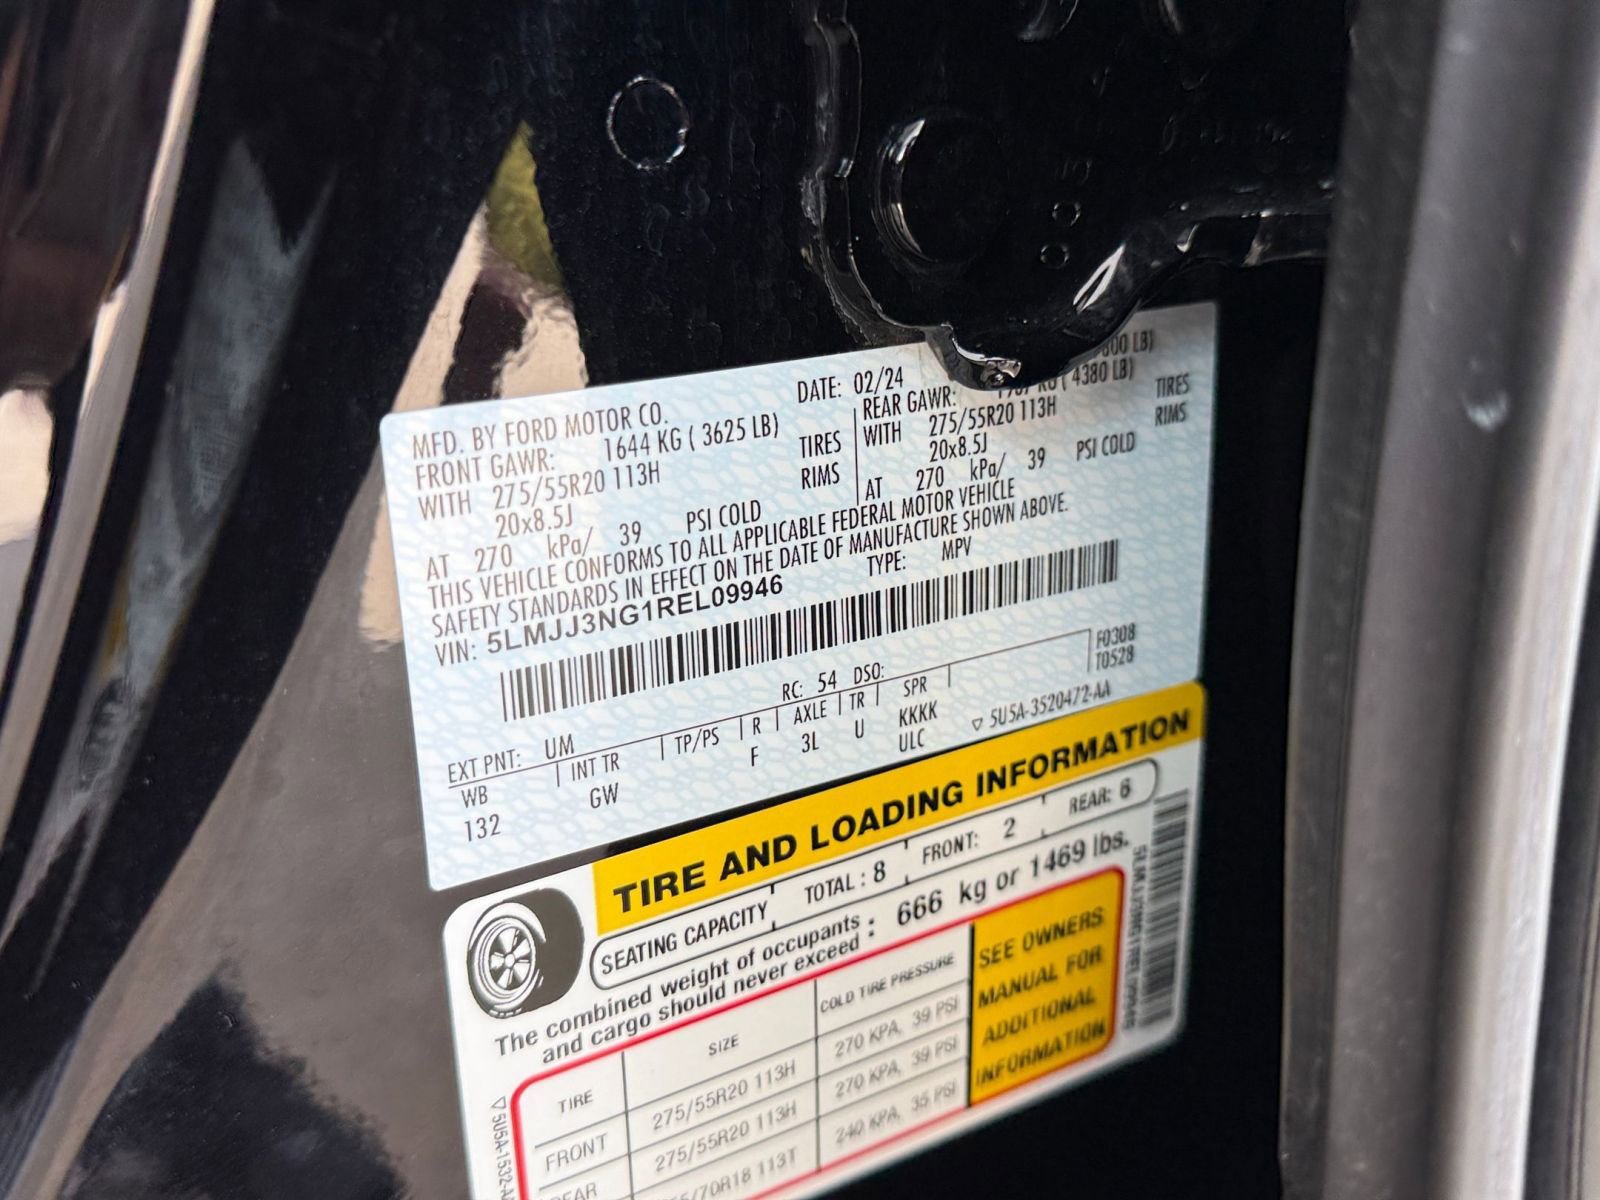 MFD. BY FORD MOTOR CO.
DATE: 02/24
FRONT GAWR: 1644 KG ( 3625 LB)
REAR GAWR: KG ( 4380 LB)
WITH 275/55R20 113H TIRES
WITH 275/55R20 113H TIRES
20x8.5J RIMS
20x8.5J RIMS
AT 270 kPa/ 39 PSI COLD
AT 270 kPa/ 39 PSI COLD
THIS VEHICLE CONFORMS TO ALL APPLICABLE FEDERAL MOTOR VEHICLE
SAFETY STANDARDS IN EFFECT ON THE DATE OF MANUFACTURE SHOWN ABOVE.
VIN: 5LMJJ3NG1REL09946
TYPE: MPV
F0308
T0528
EXT PNT: UM RC: 54 DSO:
WB INT TR TP/PS R AXLE TR SPR
132 GW F 3L U KKKK
ULC
▽ 5U5A-3520472-AA
TIRE AND LOADING INFORMATION
SEATING CAPACITY TOTAL : 8 FRONT: 2 REAR: 6
The combined weight of occupants
and cargo should never exceed : 666 kg or 1469 lbs.
TIRE SIZE COLD TIRE PRESSURE
FRONT 275/55R20 113H 270 KPA, 39 PSI
275/55R20 113H 270 KPA, 39 PSI
113T 240 KPA, 35 PSI
SEE OWNERS
MANUAL FOR
ADDITIONAL
INFORMATION